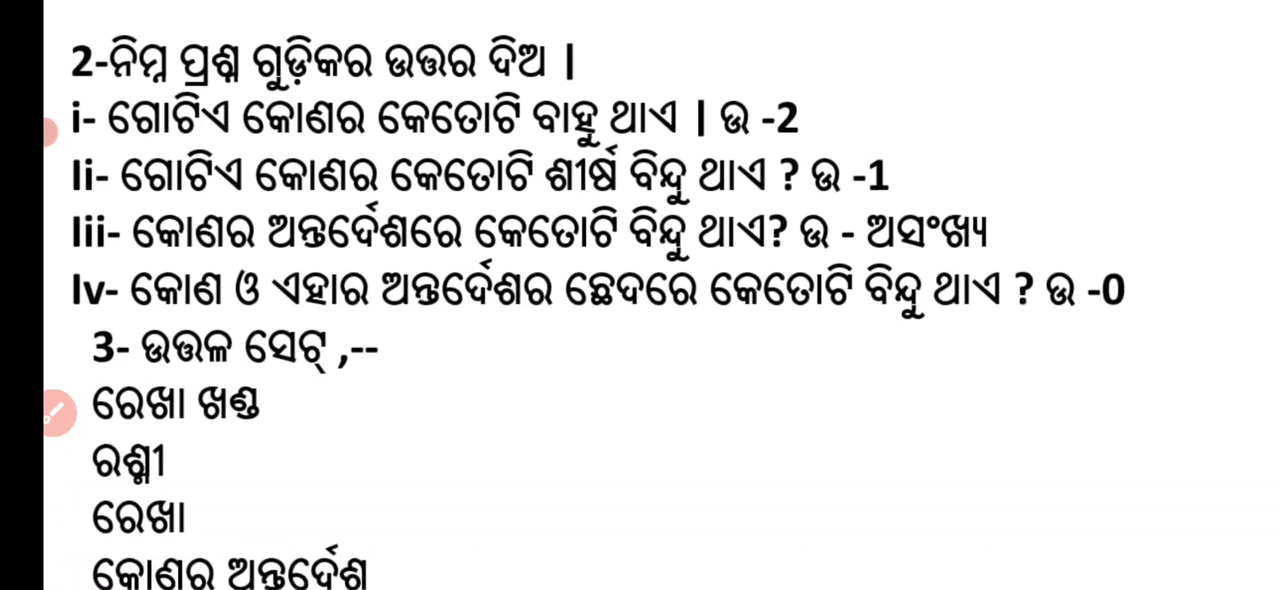 2-ନିମ୍ନ ପ୍ରଶ୍ନ ଗୁଡ଼ିକର ଉତ୍ତର ଦିଅ |
i- ଗୋଟିଏ କୋଣର କେତୋଟି ବାହୁ ଥାଏ | ଉ -2
Ii- ଗୋଟିଏ କୋଣର କେତୋଟି ଶୀର୍ଷ ବିନ୍ଦୁ ଥାଏ ? ଉ -1
Iii- କୋଣର ଅନ୍ତର୍ଦେଶରେ କେତୋଟି ବିନ୍ଦୁ ଥାଏ? ଉ - ଅସଂଖ୍ୟ
Iv- କୋଣ ଓ ଏହାର ଅନ୍ତର୍ଦେଶର ଛେଦରେ କେତୋଟି ବିନ୍ଦୁ ଥାଏ ? ଉ -0
3- ଉତ୍ତଳ ସେଟ୍ ,--
ରେଖା ଖଣ୍ଡ
ରଶ୍ମୀ
ରେଖା
କୋଣର ଅନ୍ତର୍ଦେଶ